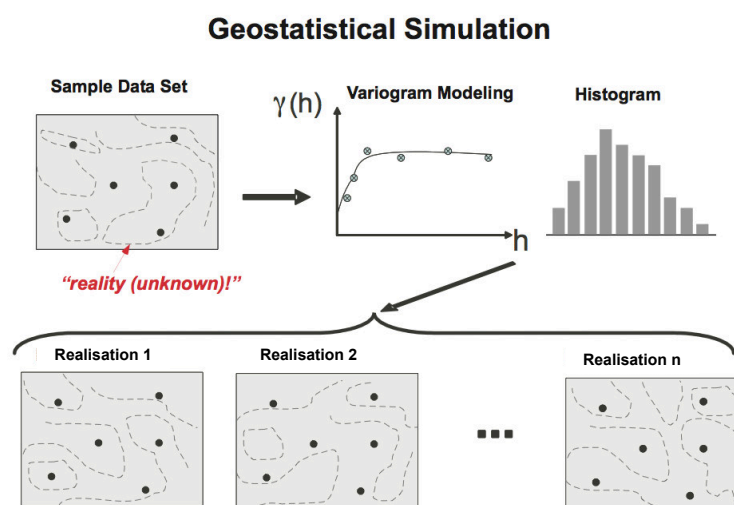 Geostatistical Simulation
Sample Data Set
γ(h)
Variogram Modeling
Histogram
h
"reality (unknown)!"
Realisation 1
Realisation 2
Realisation n